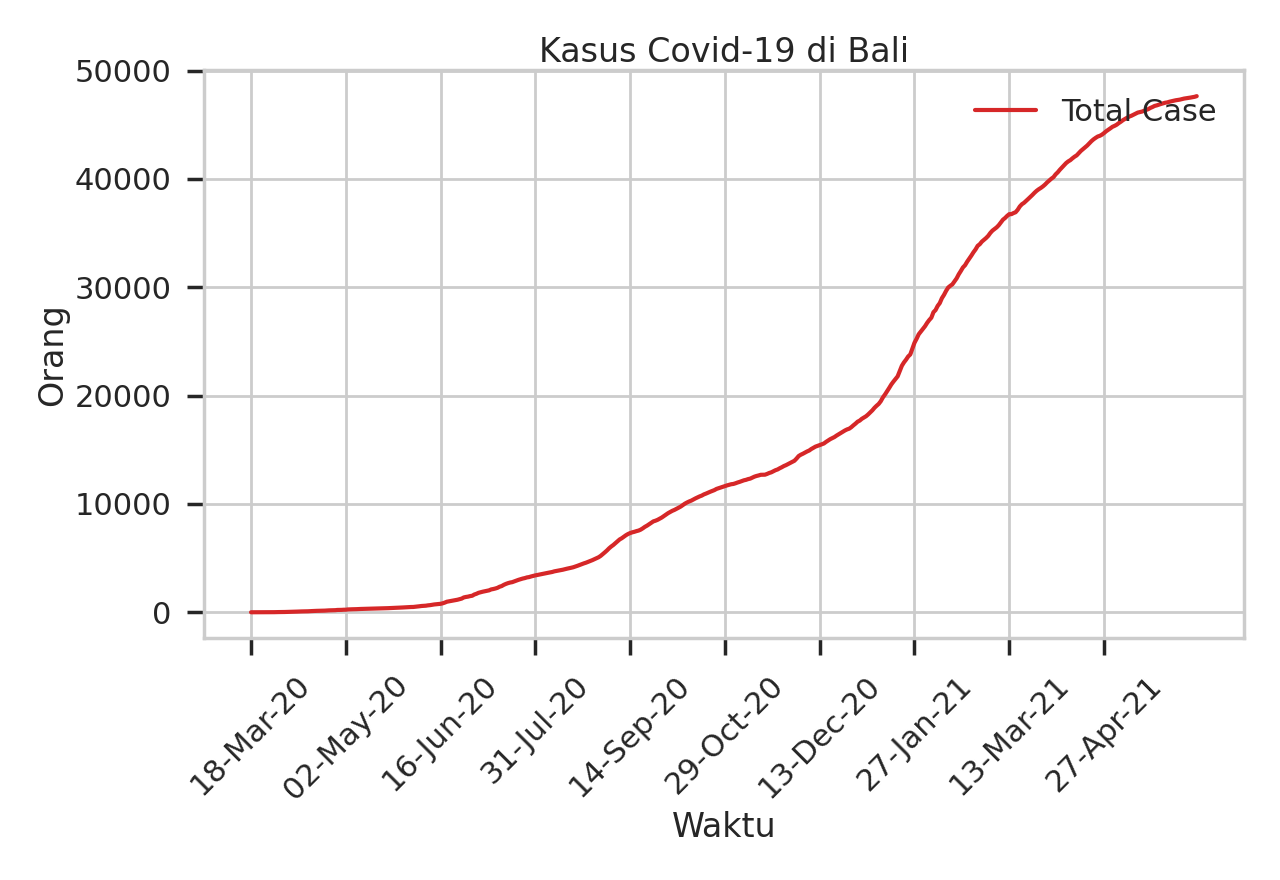 Kasus Covid-19 di Bali
Total Case
Orang
50000
40000
30000
20000
10000
0
18-Mar-20
02-May-20
16-Jun-20
31-Jul-20
14-Sep-20
29-Oct-20
13-Dec-20
27-Jan-21
13-Mar-21
27-Apr-21
Waktu